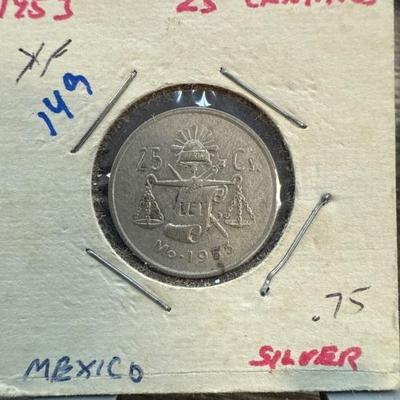 1953 25 CENTAVOS
XF
149
25 Cs.
LEY
Mo-1953
.75
MEXICO SILVER